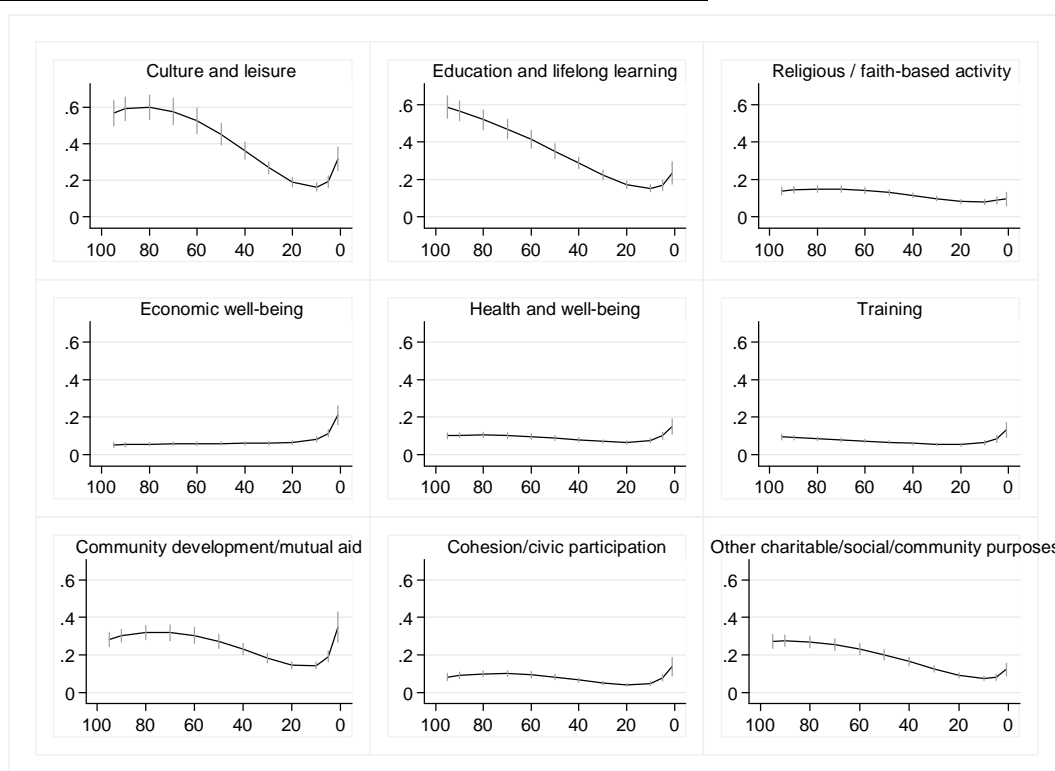 Culture and leisure
.6
.4
.2
0
100 80 60 40 20 0
Education and lifelong learning
.6
.4
.2
0
100 80 60 40 20 0
Religious / faith-based activity
.6
.4
.2
0
100 80 60 40 20 0
Economic well-being
.6
.4
.2
0
100 80 60 40 20 0
Health and well-being
.6
.4
.2
0
100 80 60 40 20 0
Training
.6
.4
.2
0
100 80 60 40 20 0
Community development/mutual aid
.6
.4
.2
0
100 80 60 40 20 0
Cohesion/civic participation
.6
.4
.2
0
100 80 60 40 20 0
Other charitable/social/community purposes
.6
.4
.2
0
100 80 60 40 20 0